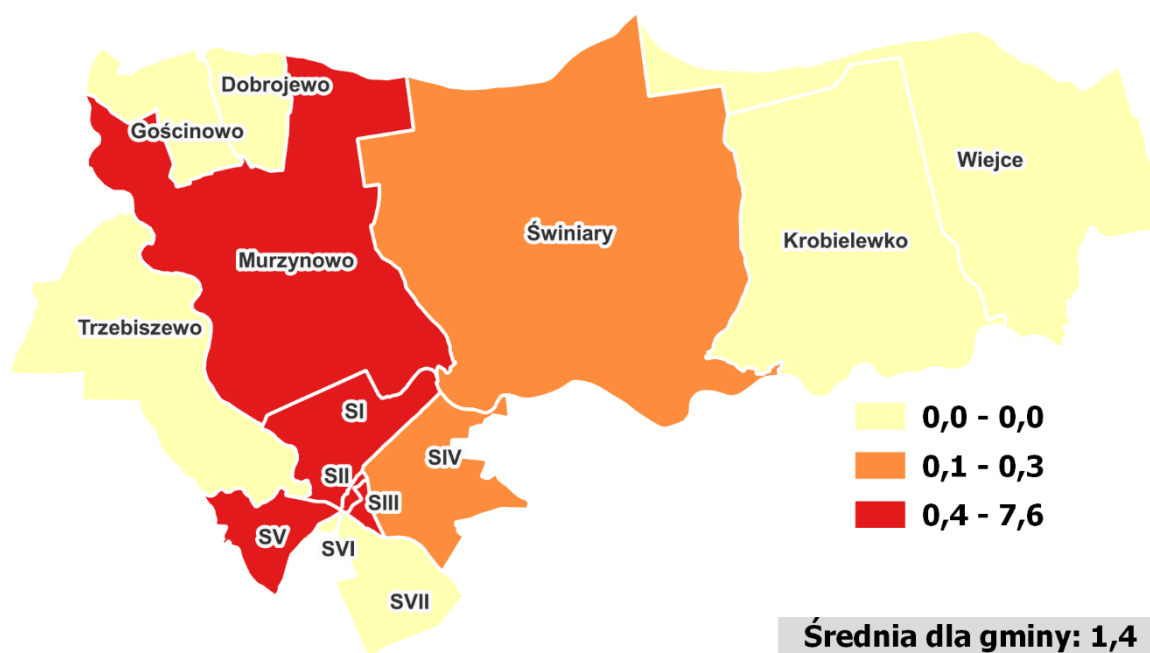 Dobrojewo
Gościnowo
Wiejce
Świniary
Krobielewko
Murzynowo
Trzebiszewo
SI
SIV
SII
SIII
SV
SVI
SVII
0,0 - 0,0
0,1 - 0,3
0,4 - 7,6
Średnia dla gminy: 1,4